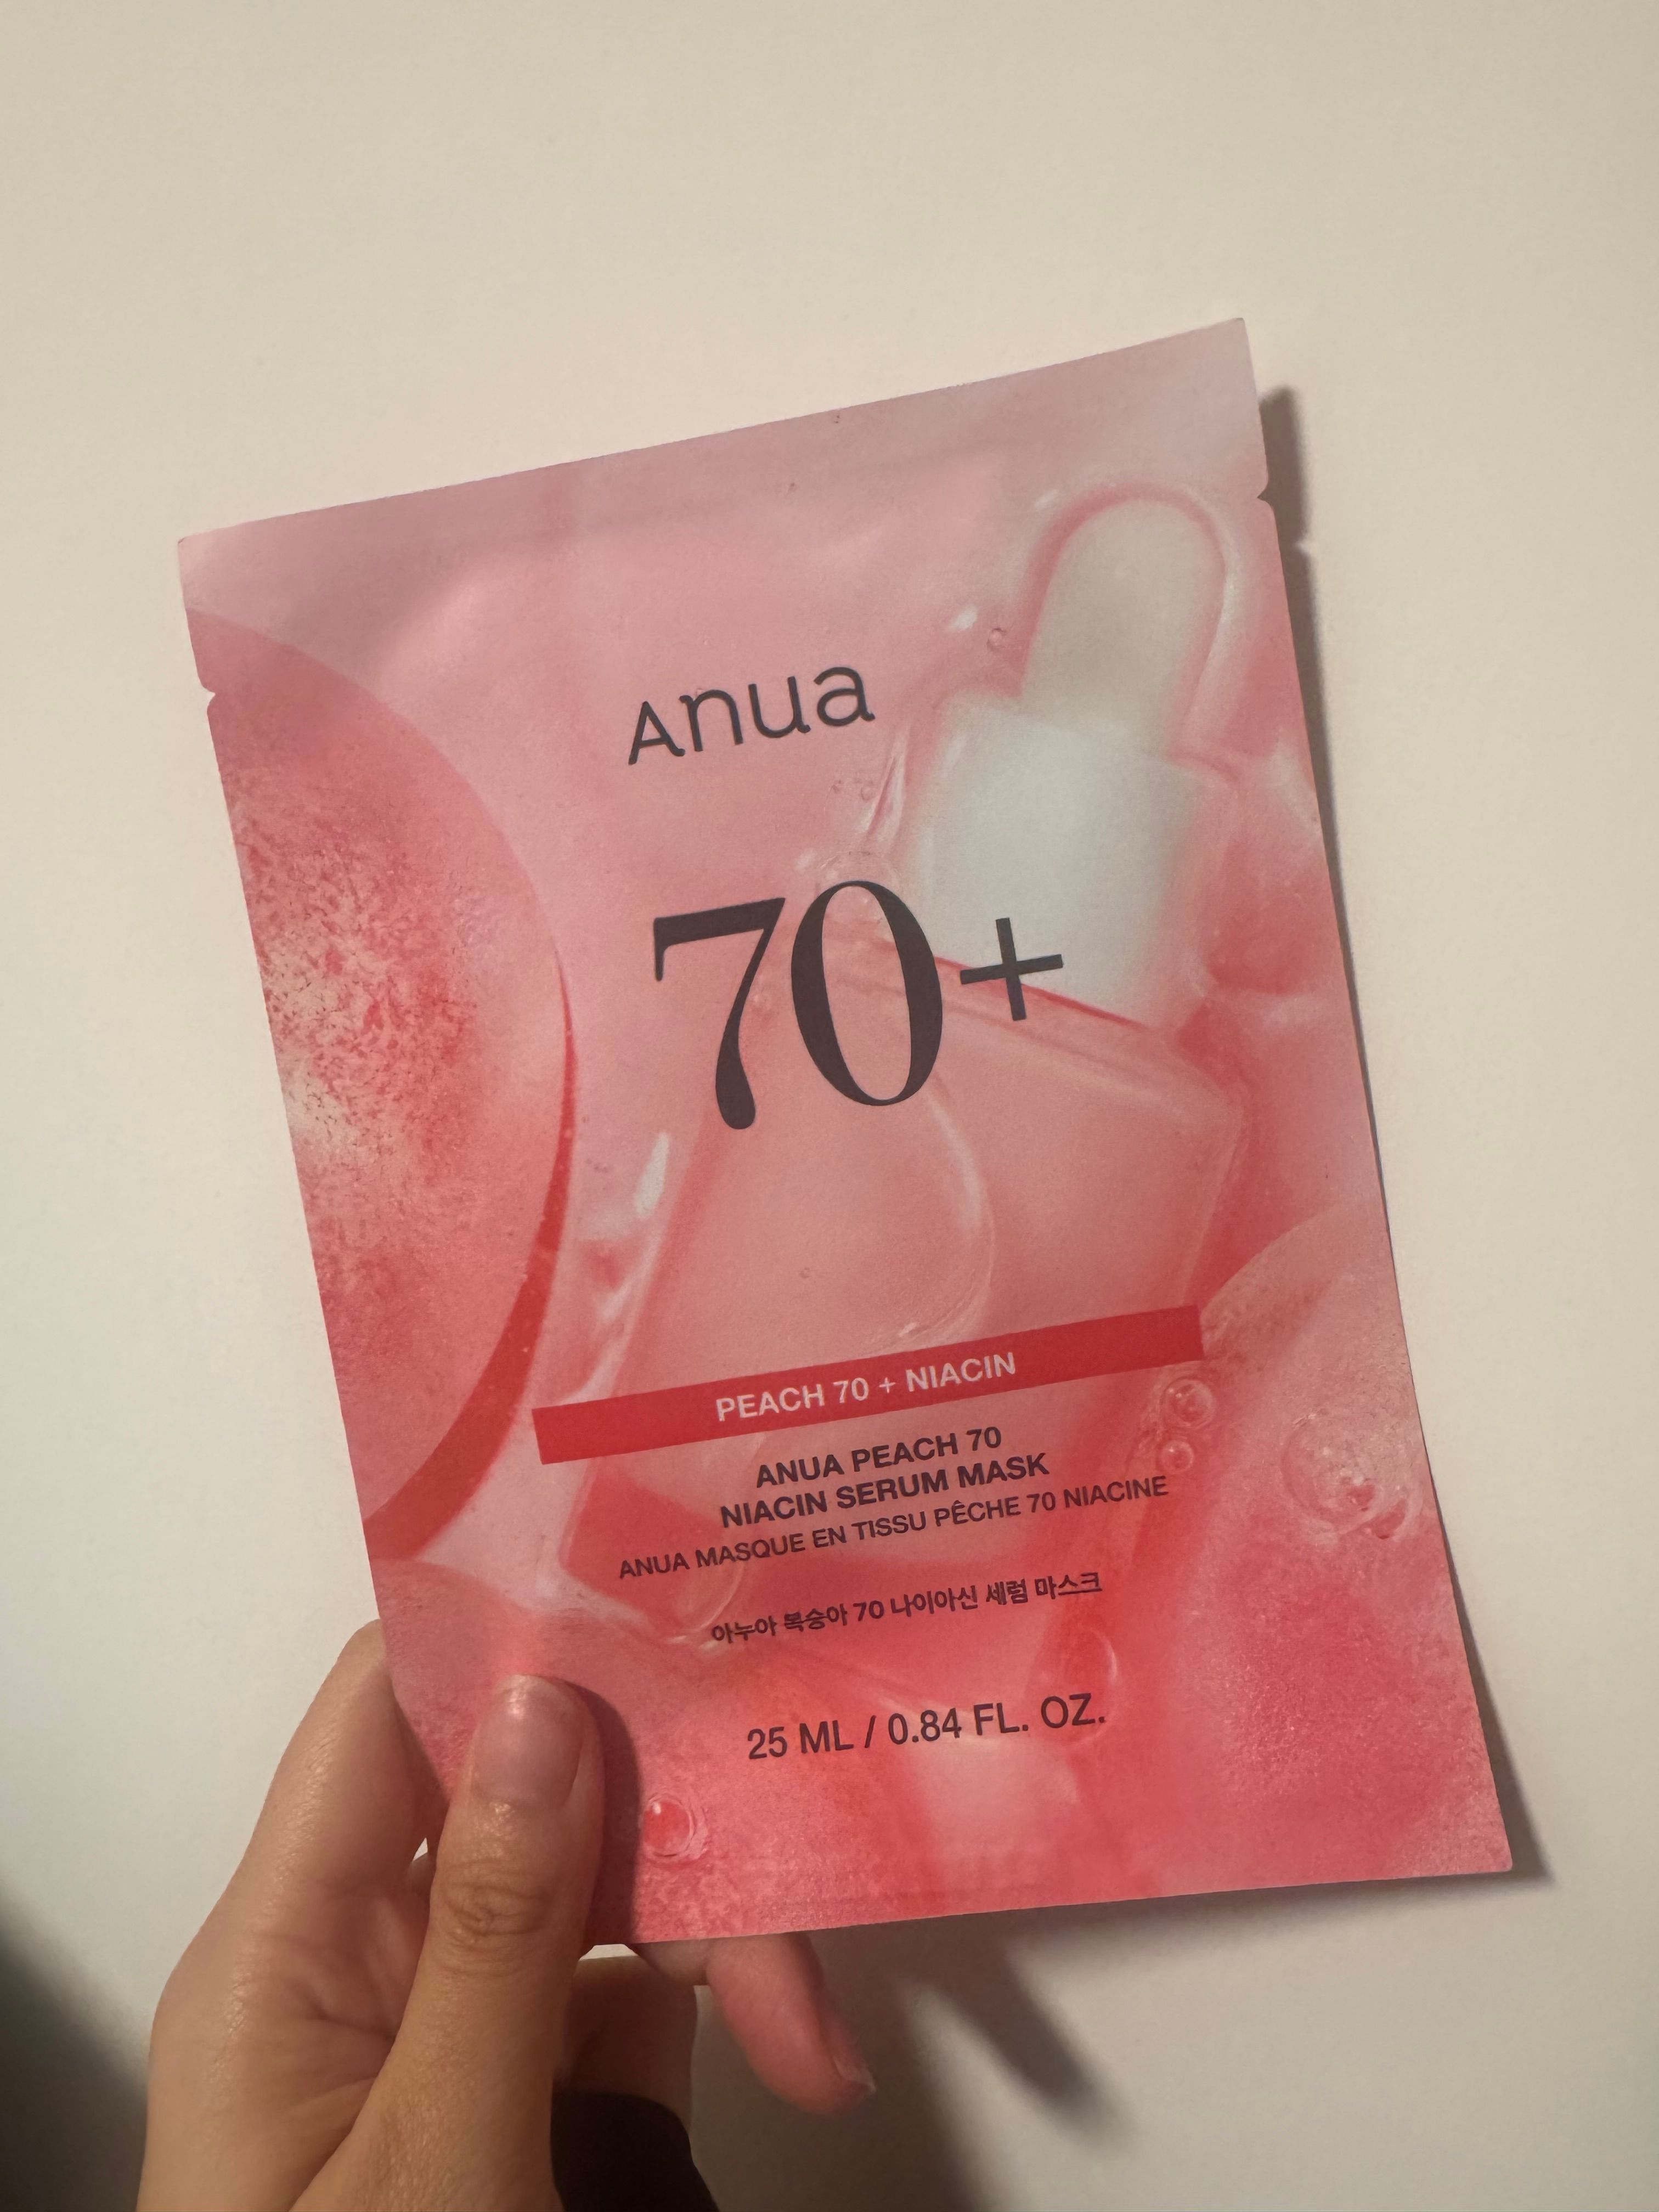 Anua
70+
PEACH 70 + NIACIN
ANUA PEACH 70
NIACIN SERUM MASK
ANUA MASQUE EN TISSU PÊCHE 70 NIACINE
아누아 복숭아 70 나이아신 세럼 마스크
25 ML / 0.84 FL. OZ.